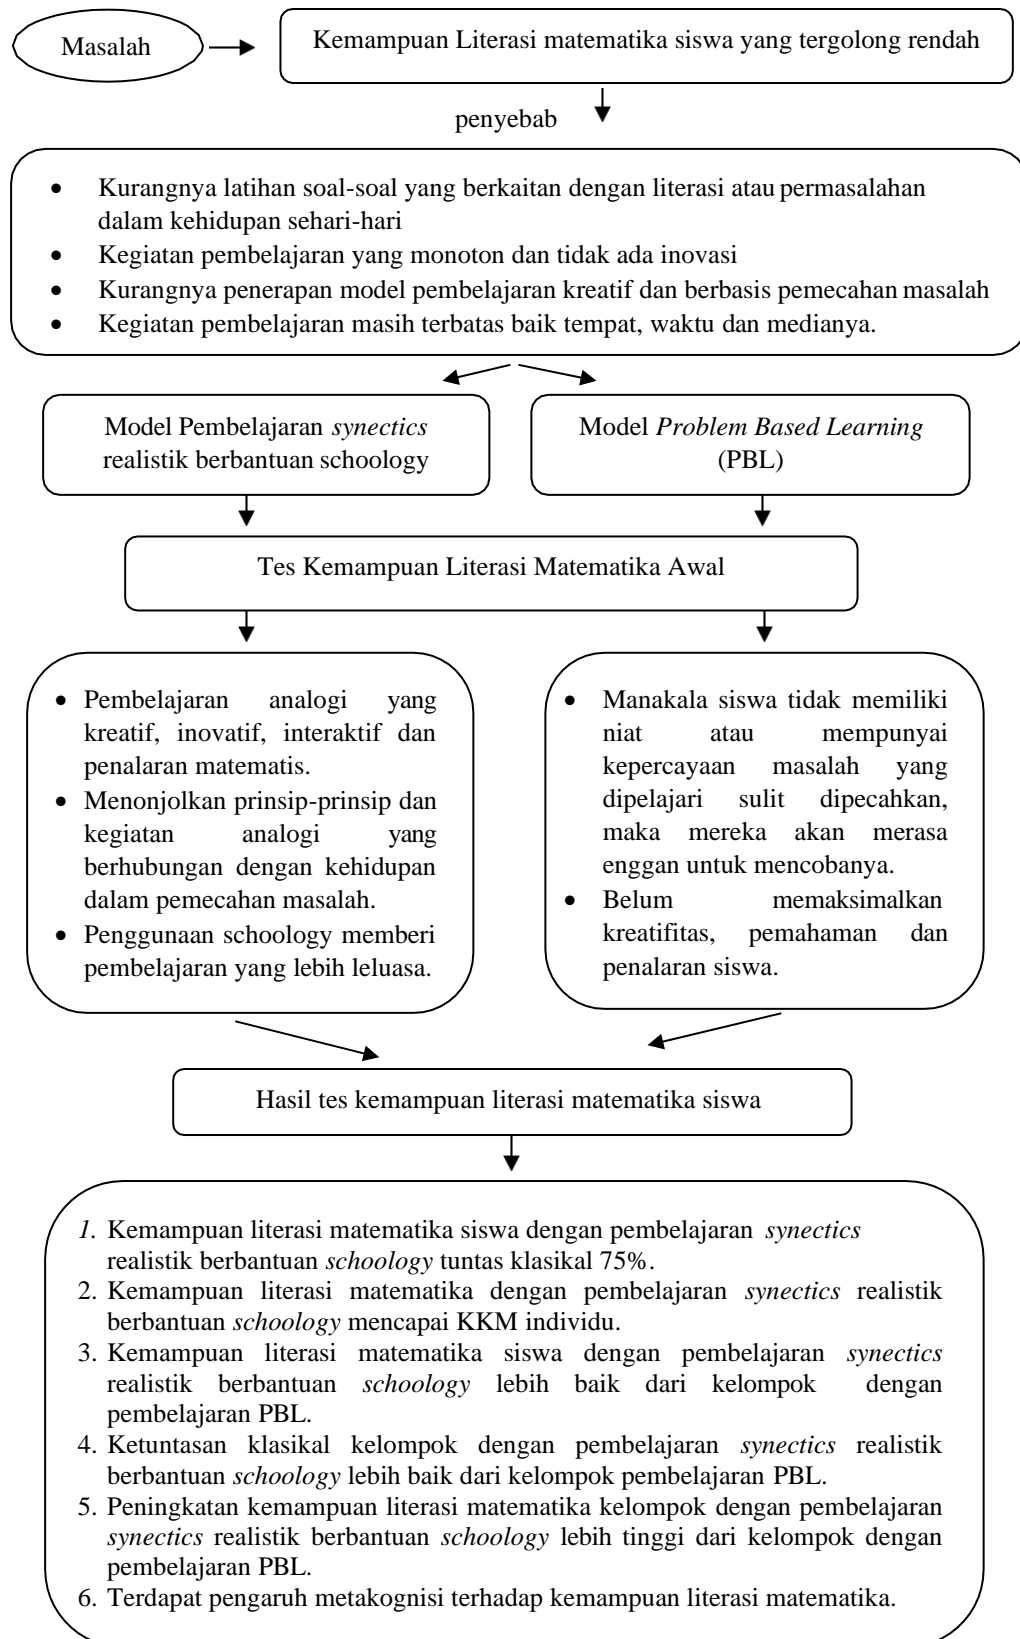 Masalah
Kemampuan Literasi matematika siswa yang tergolong rendah
penyebab
• Kurangnya latihan soal-soal yang berkaitan dengan literasi atau permasalahan
dalam kehidupan sehari-hari
• Kegiatan pembelajaran yang monoton dan tidak ada inovasi
• Kurangnya penerapan model pembelajaran kreatif dan berbasis pemecahan masalah
• Kegiatan pembelajaran masih terbatas baik tempat, waktu dan medianya.
Model Pembelajaran synectics
realistik berbantuan schoology
Model Problem Based Learning
(PBL)
Tes Kemampuan Literasi Matematika Awal
• Pembelajaran analogi yang
kreatif, inovatif, interaktif dan
penalaran matematis.
• Menonjolkan prinsip-prinsip dan
kegiatan analogi yang
berhubungan dengan kehidupan
dalam pemecahan masalah.
• Penggunaan schoology memberi
pembelajaran yang lebih leluasa.
• Manakala siswa tidak memiliki
niat atau mempunyai
kepercayaan masalah yang
dipelajari sulit dipecahkan,
maka mereka akan merasa
enggan untuk mencobanya.
• Belum memaksimalkan
kreatifitas, pemahaman dan
penalaran siswa.
Hasil tes kemampuan literasi matematika siswa
1. Kemampuan literasi matematika siswa dengan pembelajaran synectics
realistik berbantuan schoology tuntas klasikal 75%.
2. Kemampuan literasi matematika dengan pembelajaran synectics realistik
berbantuan schoology mencapai KKM individu.
3. Kemampuan literasi matematika siswa dengan pembelajaran synectics
realistik berbantuan schoology lebih baik dari kelompok dengan
pembelajaran PBL.
4. Ketuntasan klasikal kelompok dengan pembelajaran synectics realistik
berbantuan schoology lebih baik dari kelompok pembelajaran PBL.
5. Peningkatan kemampuan literasi matematika kelompok dengan pembelajaran
synectics realistik berbantuan schoology lebih tinggi dari kelompok dengan
pembelajaran PBL.
6. Terdapat pengaruh metakognisi terhadap kemampuan literasi matematika.